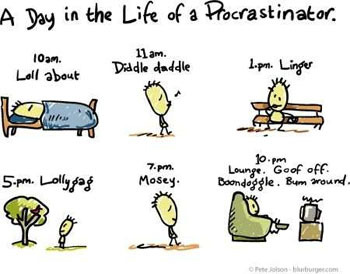 A Day in the Life of a Procrastinator.
10am.
Loll about
11am.
Diddle daddle
1.pm. Linger
5.pm. Lollygag
7.pm.
Mosey.
10.pm
Lounge. Goof off.
Boondoggle. Bum around.
© Pete Jolson - blurburger.com